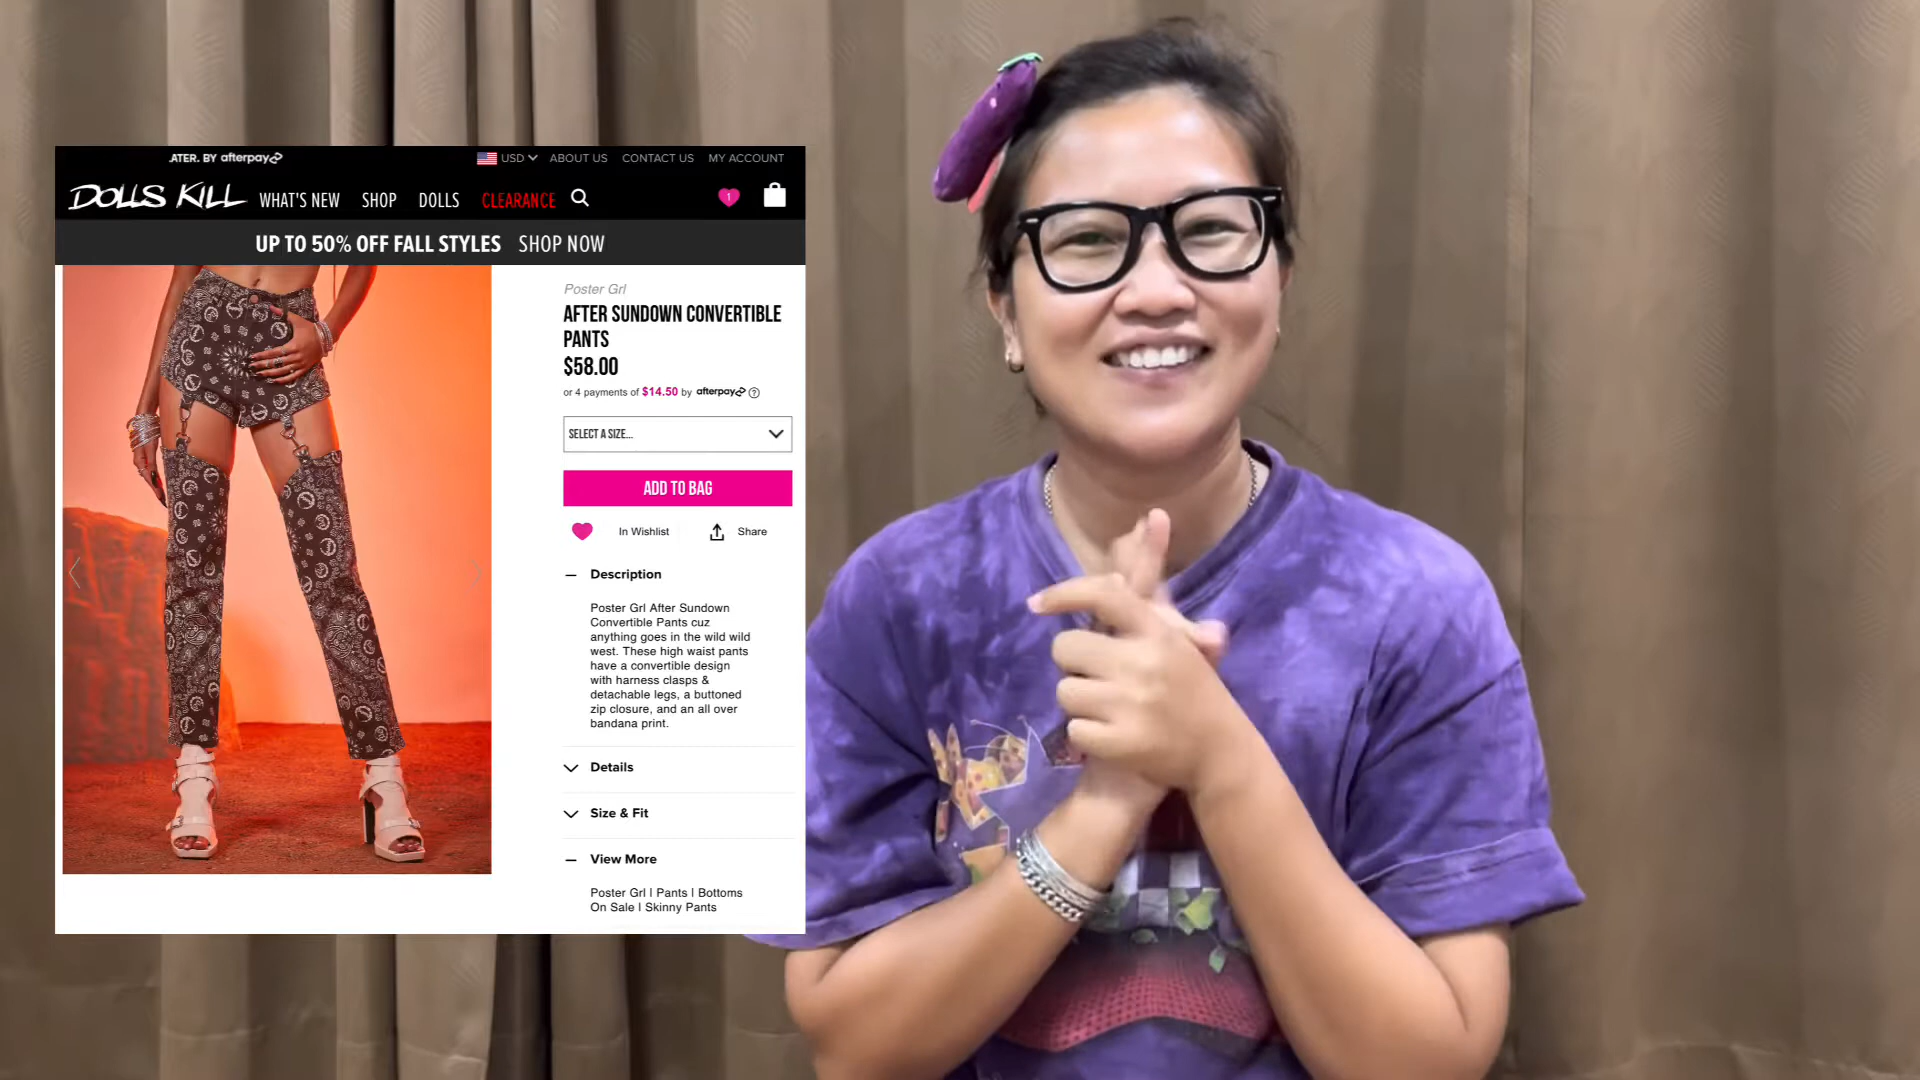 .ATER. BY afterpay
USD ABOUT US CONTACT US MY ACCOUNT
DOLLS KILL WHAT'S NEW SHOP DOLLS CLEARANCE
1
UP TO 50% OFF FALL STYLES SHOP NOW
Poster Grl
AFTER SUNDOWN CONVERTIBLE
PANTS
$58.00
or 4 payments of $14.50 by afterpay ?
SELECT A SIZE...
ADD TO BAG
In Wishlist Share
Description
Poster Grl After Sundown
Convertible Pants cuz
anything goes in the wild wild
west. These high waist pants
have a convertible design
with harness clasps &
detachable legs, a buttoned
zip closure, and an all over
bandana print.
Details
Size & Fit
View More
Poster Grl | Pants | Bottoms
On Sale | Skinny Pants